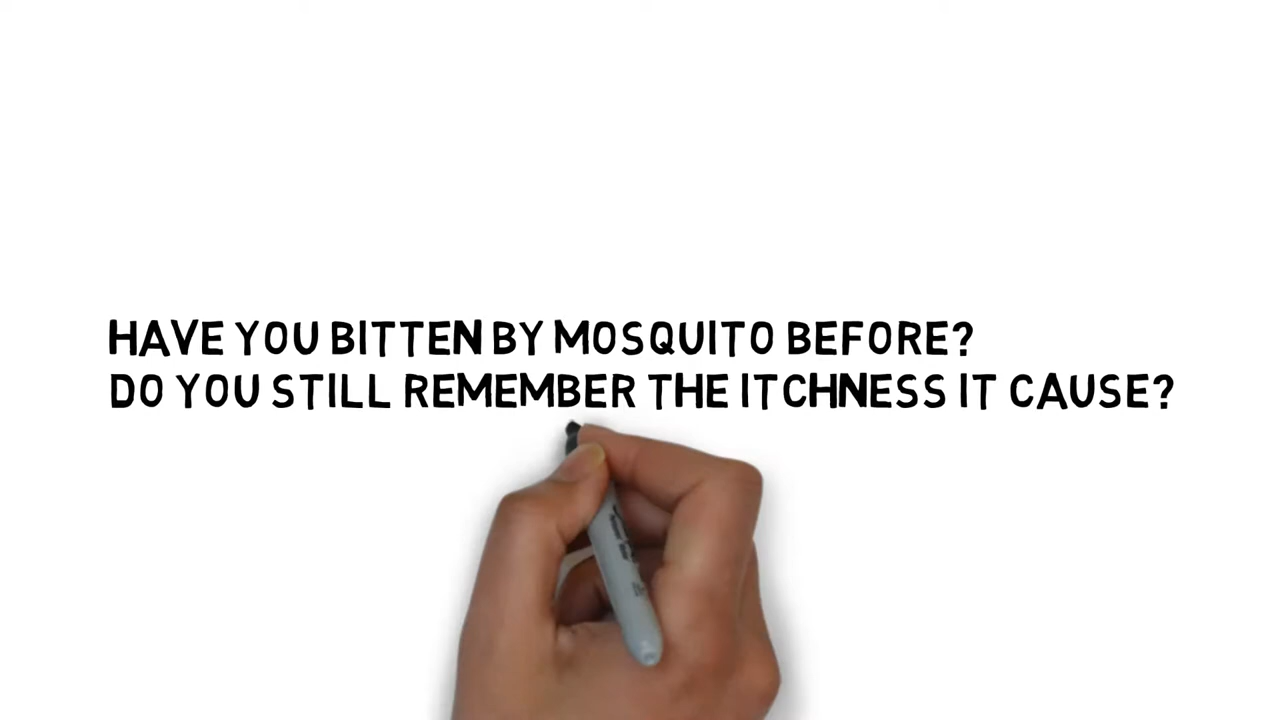 HAVE YOU BITTEN BY MOSQUITO BEFORE?
DO YOU STILL REMEMBER THE ITCHNESS IT CAUSE?